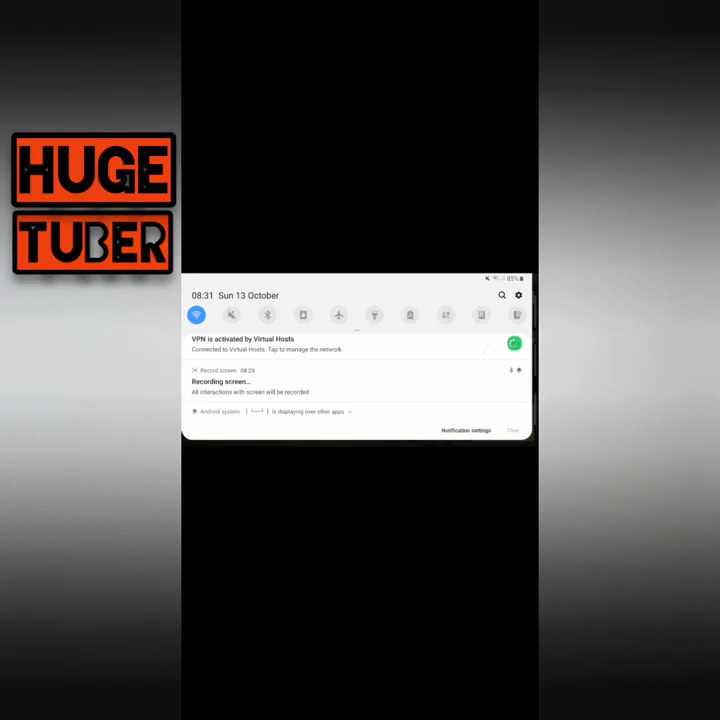 HUGE
TUBER
85%
08:31 Sun 13 October
VPN is activated by Virtual Hosts
Connected to Virtual Hosts. Tap to manage the network.
Record screen 08:29
Recording screen...
All interactions with screen will be recorded
Android system
is displaying over other apps
Notification settings
Clear